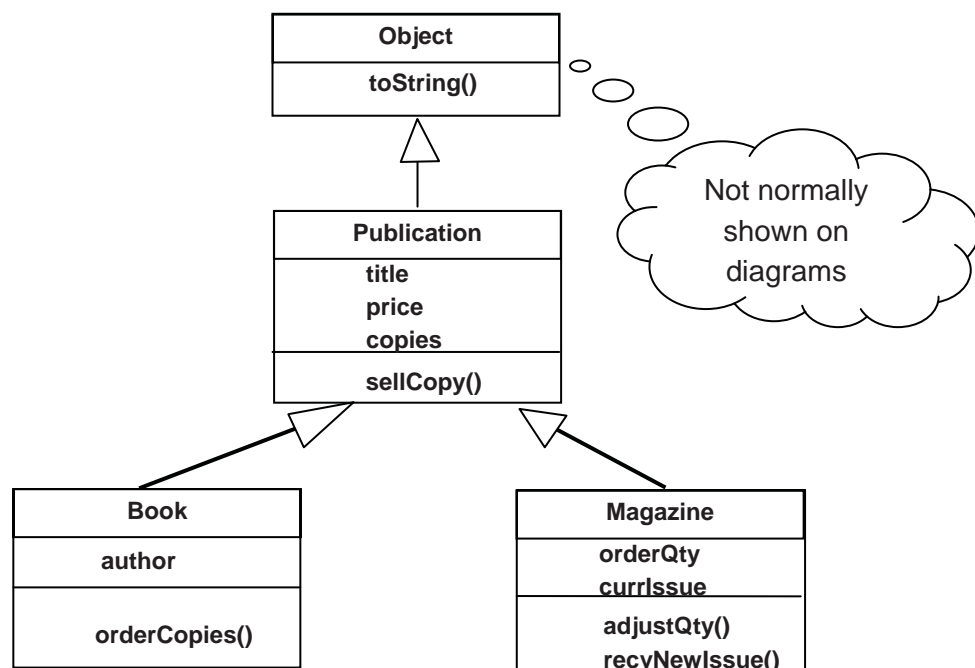 Object
toString()
Not normally
shown on
diagrams
Publication
title
price
copies
sellCopy()
Book
author
orderCopies()
Magazine
orderQty
currIssue
adjustQty()
recvNewIssue()